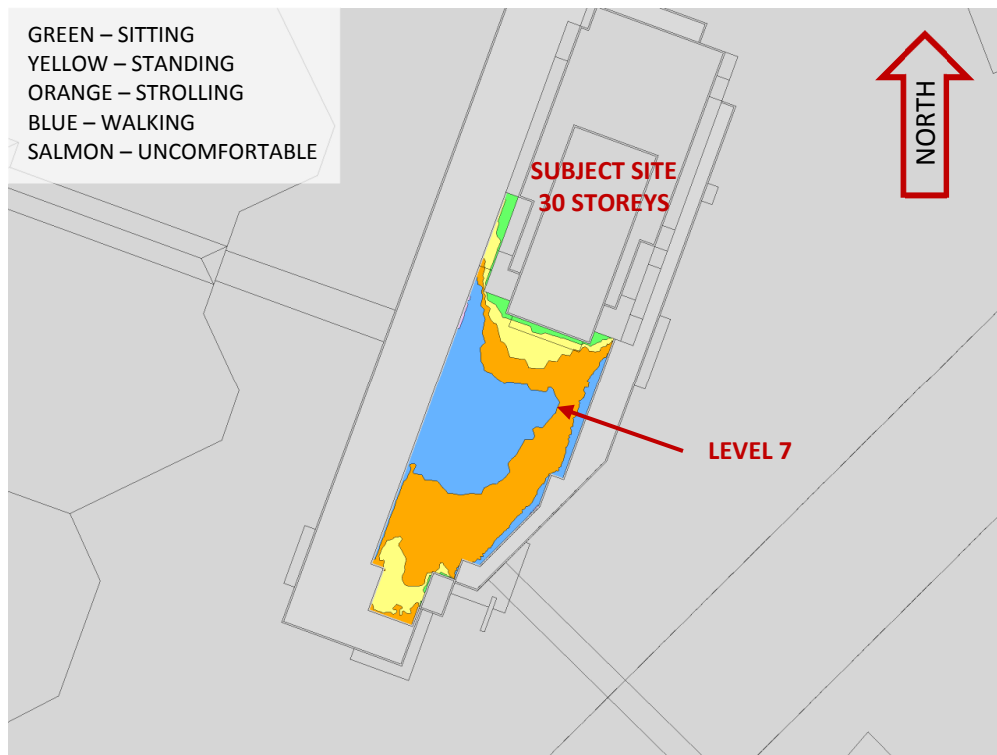 GREEN – SITTING
YELLOW – STANDING
ORANGE – STROLLING
BLUE – WALKING
SALMON – UNCOMFORTABLE
NORTH
SUBJECT SITE
30 STOREYS
LEVEL 7